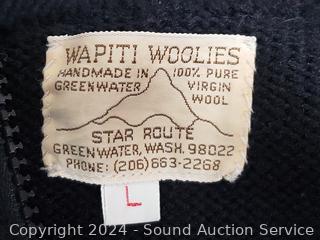 WAPITI WOOLIES
HANDMADE IN 100% PURE
GREENWATER VIRGIN
WOOL
STAR ROUTE
GREENWATER, WASH. 98022
PHONE: (206) 663-2268
L
Copyright 2024 - Sound Auction Service